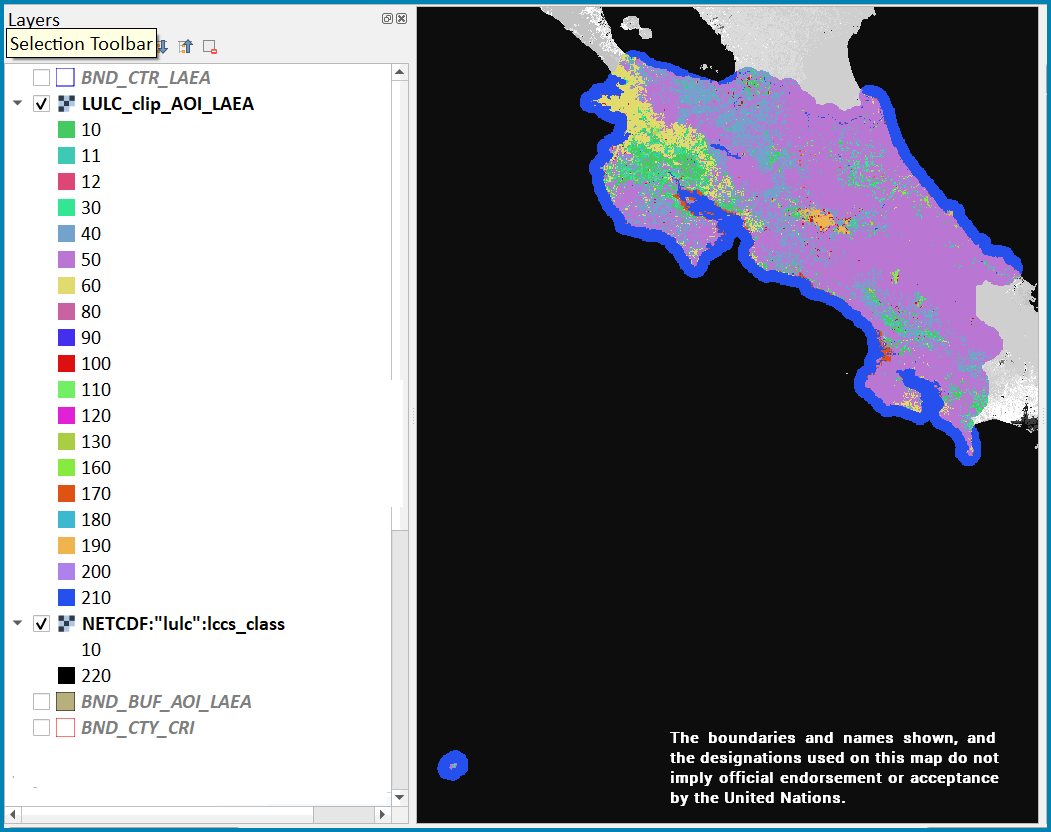 Layers
Selection Toolbar
BND_CTR_LAEA
LULC_clip_AOI_LAEA
10
11
12
30
40
50
60
80
90
100
110
120
130
160
170
180
190
200
210
NETCDF:"lulc":lccs_class
10
220
BND_BUF_AOI_LAEA
BND_CTY_CRI
The boundaries and names shown, and
the designations used on this map do not
imply official endorsement or acceptance
by the United Nations.